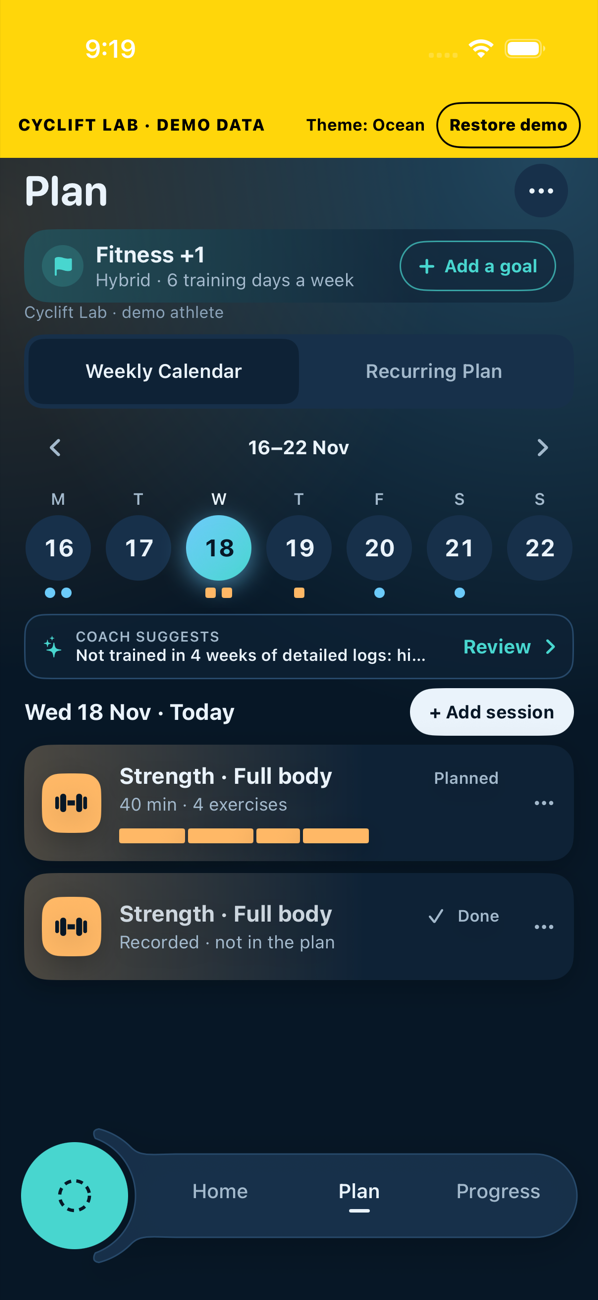 9:19
CYCLIFT LAB · DEMO DATA
Theme: Ocean
Restore demo
Plan
Fitness +1
Hybrid · 6 training days a week
+ Add a goal
Cyclift Lab · demo athlete
Weekly Calendar
Recurring Plan
16–22 Nov
M T W T F S S
16 17 18 19 20 21 22
COACH SUGGESTS
Not trained in 4 weeks of detailed logs: hi...
Review
Wed 18 Nov · Today
+ Add session
Strength · Full body
Planned
40 min · 4 exercises
Strength · Full body
Done
Recorded · not in the plan
Home
Plan
Progress